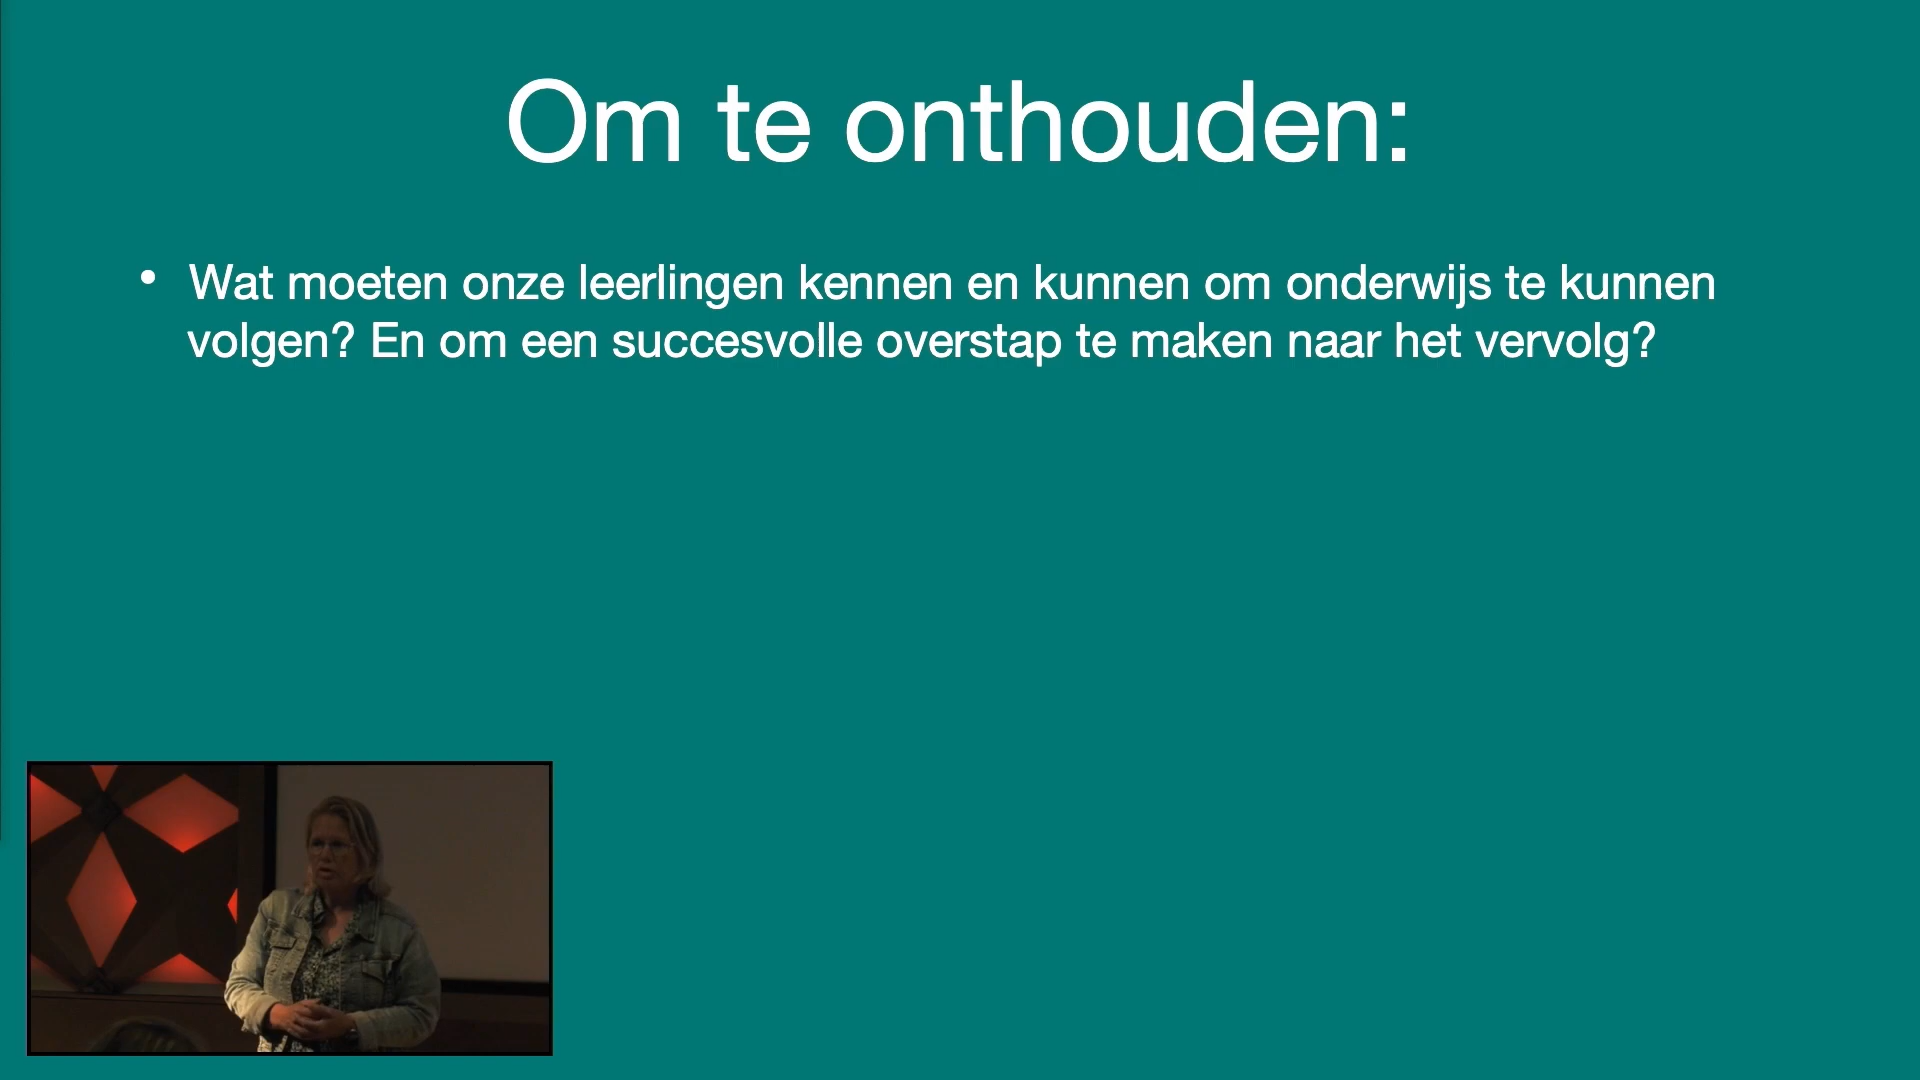 Om te onthouden:
• Wat moeten onze leerlingen kennen en kunnen om onderwijs te kunnen
volgen? En om een succesvolle overstap te maken naar het vervolg?